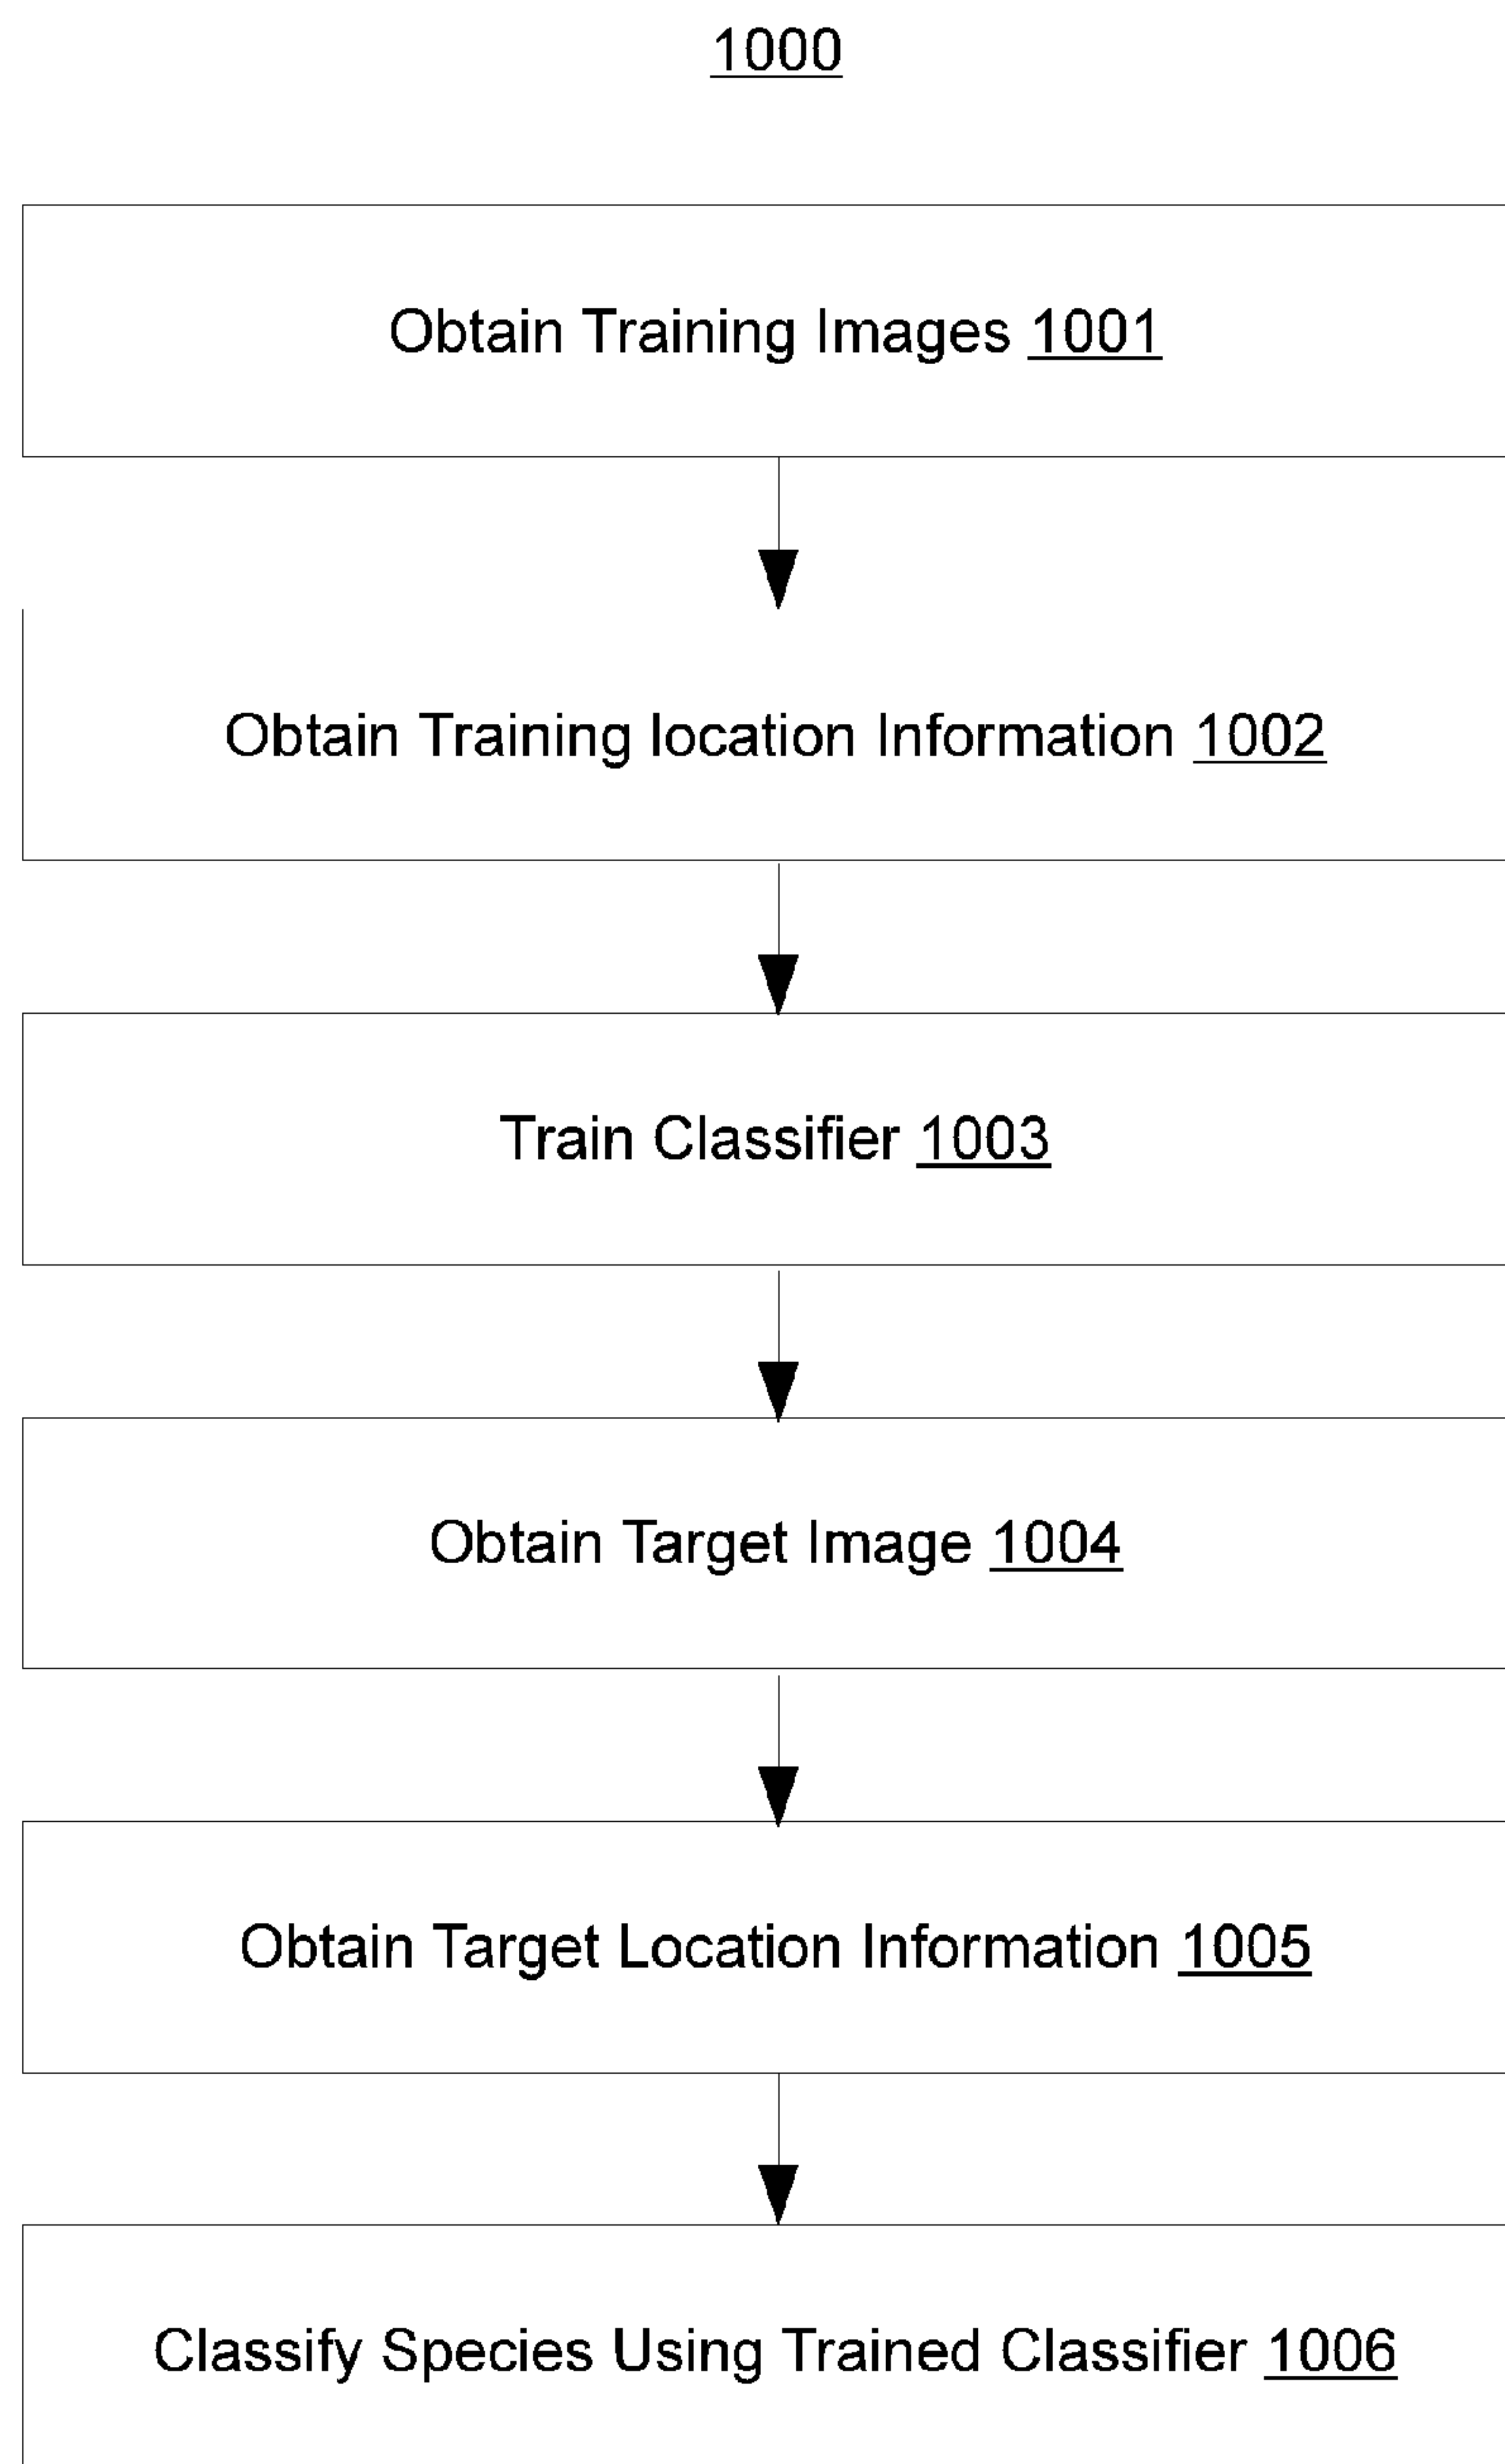 1000
Obtain Training Images 1001
Obtain Training location Information 1002
Train Classifier 1003
Obtain Target Image 1004
Obtain Target Location Information 1005
Classify Species Using Trained Classifier 1006